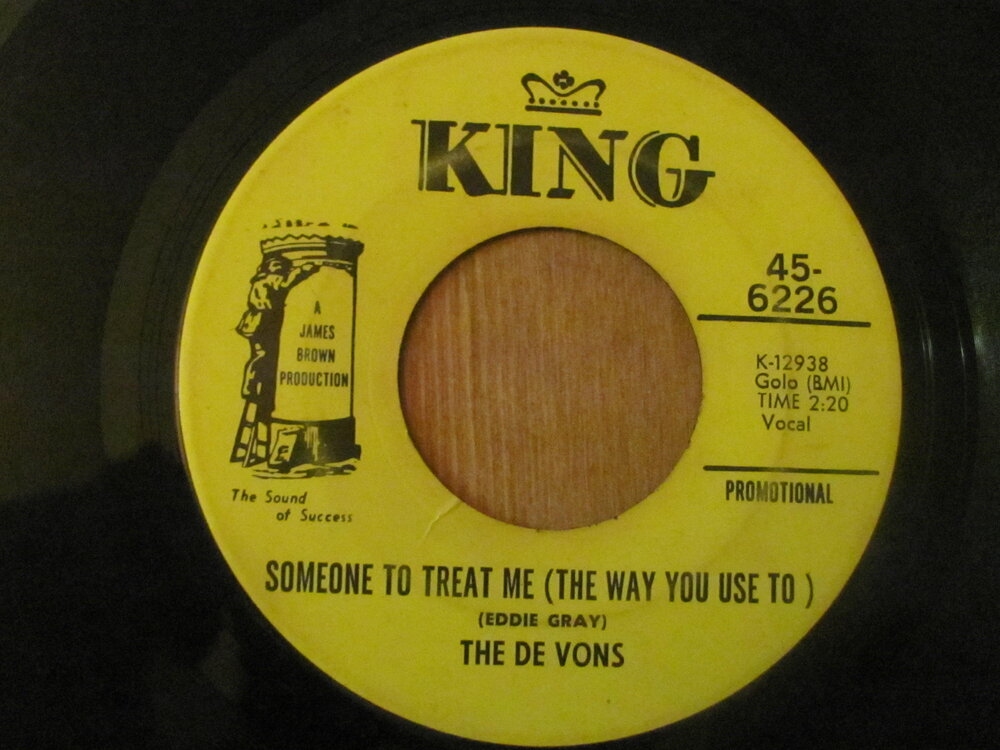 KING
A
JAMES
BROWN
PRODUCTION
The Sound
of Success
45-
6226
K-12938
Golo (BMI)
TIME 2:20
Vocal
PROMOTIONAL
SOMEONE TO TREAT ME (THE WAY YOU USE TO )
(EDDIE GRAY)
THE DE VONS